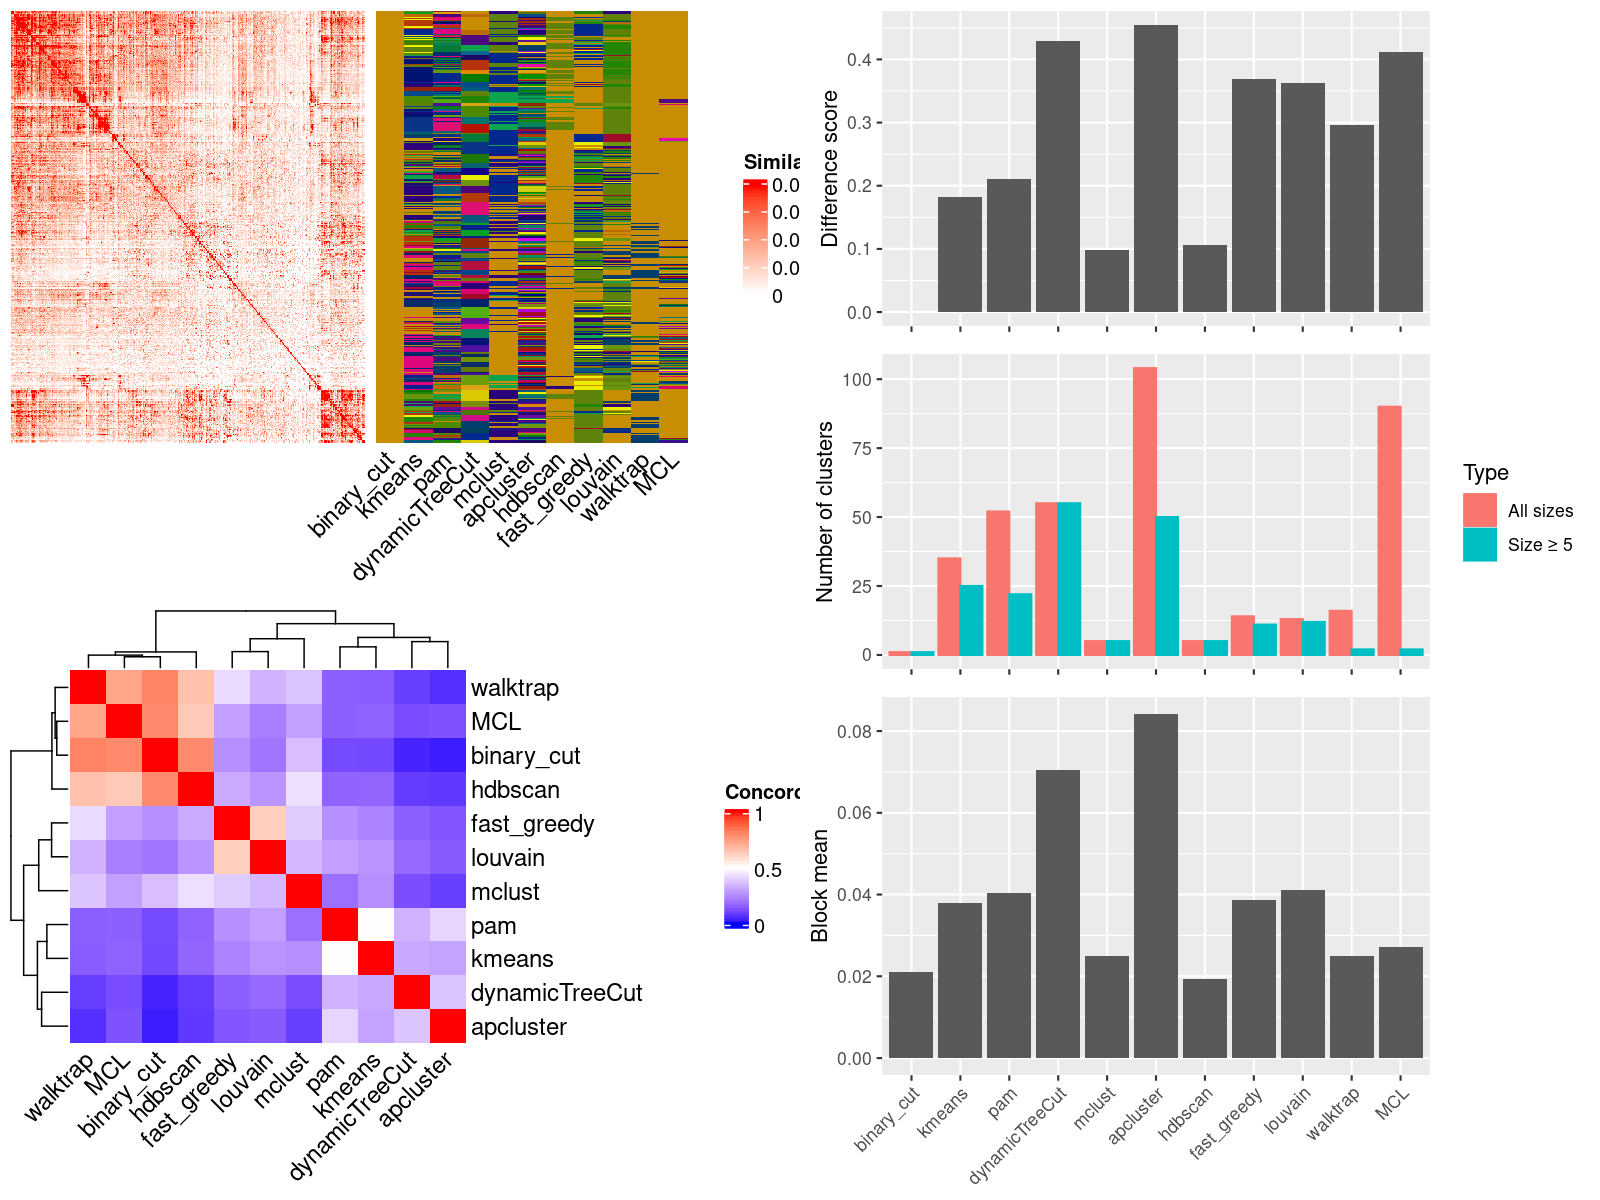 Simila
0.0
0.0
0.0
0.0
0
binary_cut
kmeans
pam
dynamicTreeCut
mclust
apcluster
hdbscan
fast_greedy
louvain
walktrap
MCL
walktrap
MCL
binary_cut
hdbscan
fast_greedy
louvain
mclust
pam
kmeans
dynamicTreeCut
apcluster
walktrap
MCL
binary_cut
hdbscan
fast_greedy
louvain
mclust
pam
kmeans
dynamicTreeCut
apcluster
Concord
1
0.5
0
Difference score
0.4
0.3
0.2
0.1
0.0
Number of clusters
100
75
50
25
0
Type
All sizes
Size ≥ 5
Block mean
0.08
0.06
0.04
0.02
0.00
binary_cut
kmeans
pam
dynamicTreeCut
mclust
apcluster
hdbscan
fast_greedy
louvain
walktrap
MCL